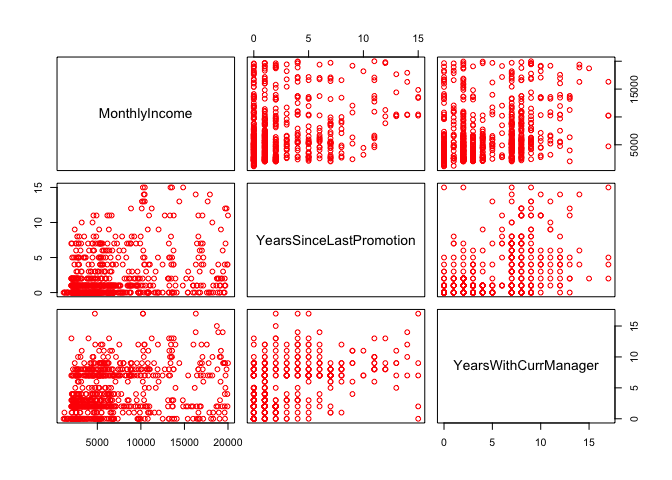 0 5 10 15
MonthlyIncome
5000 15000
0 5 10 15
YearsSinceLastPromotion
YearsWithCurrManager
0 5 10 15
5000 10000 15000 20000
0 5 10 15